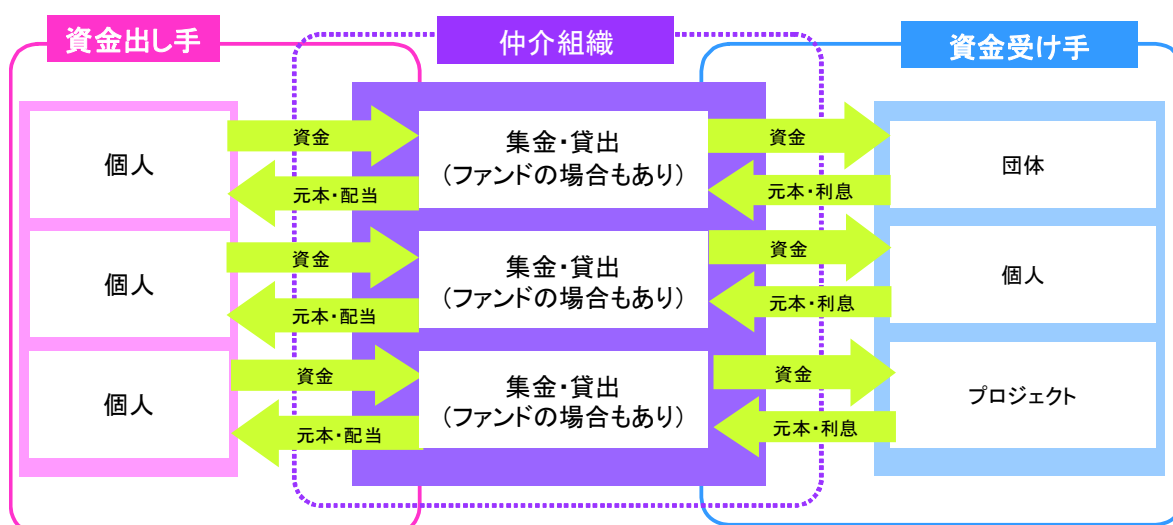 資金出し手
仲介組織
資金受け手
個人
資金
元本・配当
集金・貸出
(ファンドの場合もあり)
資金
元本・利息
団体
個人
資金
元本・配当
集金・貸出
(ファンドの場合もあり)
資金
元本・利息
個人
個人
資金
元本・配当
集金・貸出
(ファンドの場合もあり)
資金
元本・利息
プロジェクト